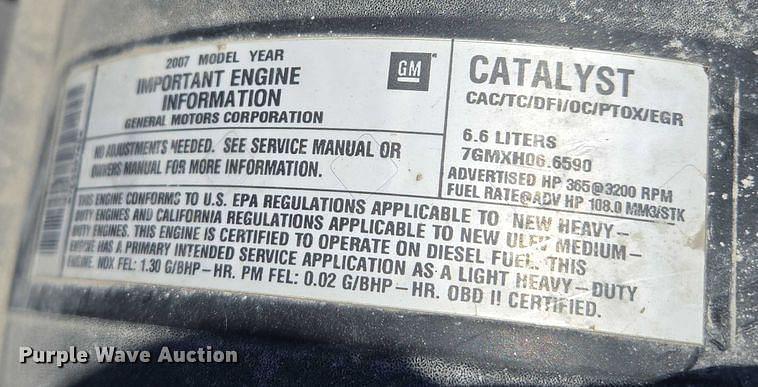 2007 MODEL YEAR
IMPORTANT ENGINE
INFORMATION
GENERAL MOTORS CORPORATION
GM
NO ADJUSTMENTS NEEDED. SEE SERVICE MANUAL OR
OWNERS MANUAL FOR MORE INFORMATION.
CATALYST
CAC/TC/DFI/OC/PTOX/EGR
6.6 LITERS
7GMXH06.6590
ADVERTISED HP 365@3200 RPM
FUEL RATE@ADV HP 108.0 MM3/STK
THIS ENGINE CONFORMS TO U.S. EPA REGULATIONS APPLICABLE TO NEW HEAVY-
DUTY ENGINES AND CALIFORNIA REGULATIONS APPLICABLE TO NEW ULEV MEDIUM-
DUTY ENGINES. THIS ENGINE IS CERTIFIED TO OPERATE ON DIESEL FUEL. THIS
ENGINE HAS A PRIMARY INTENDED SERVICE APPLICATION AS A LIGHT HEAVY-DUTY
ENGINE. NOX FEL: 1.30 G/BHP-HR. PM FEL: 0.02 G/BHP-HR. OBD II CERTIFIED.
Purple Wave Auction